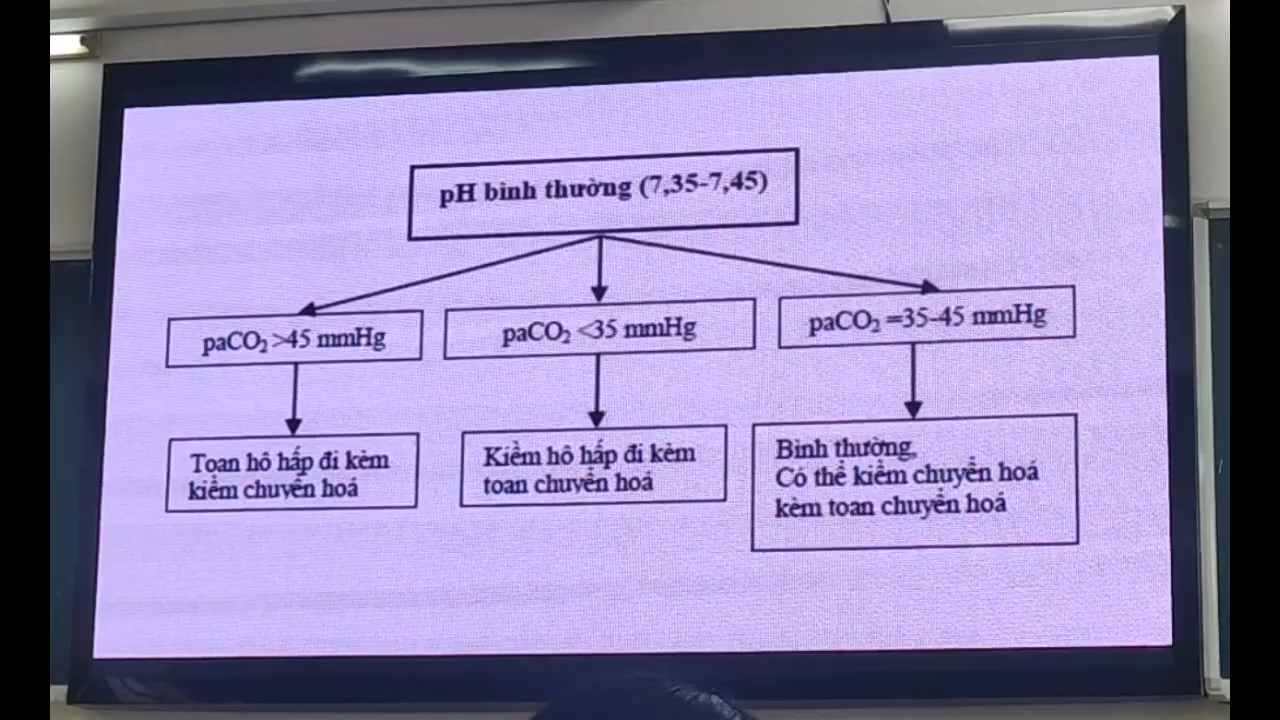 pH bình thường (7,35-7,45)
paCO₂ >45 mmHg
paCO₂ <35 mmHg
paCO₂ =35-45 mmHg
Toan hô hấp đi kèm
kiềm chuyển hoá
Kiềm hô hấp đi kèm
toan chuyển hoá
Bình thường,
Có thể kiềm chuyển hoá
kèm toan chuyển hoá